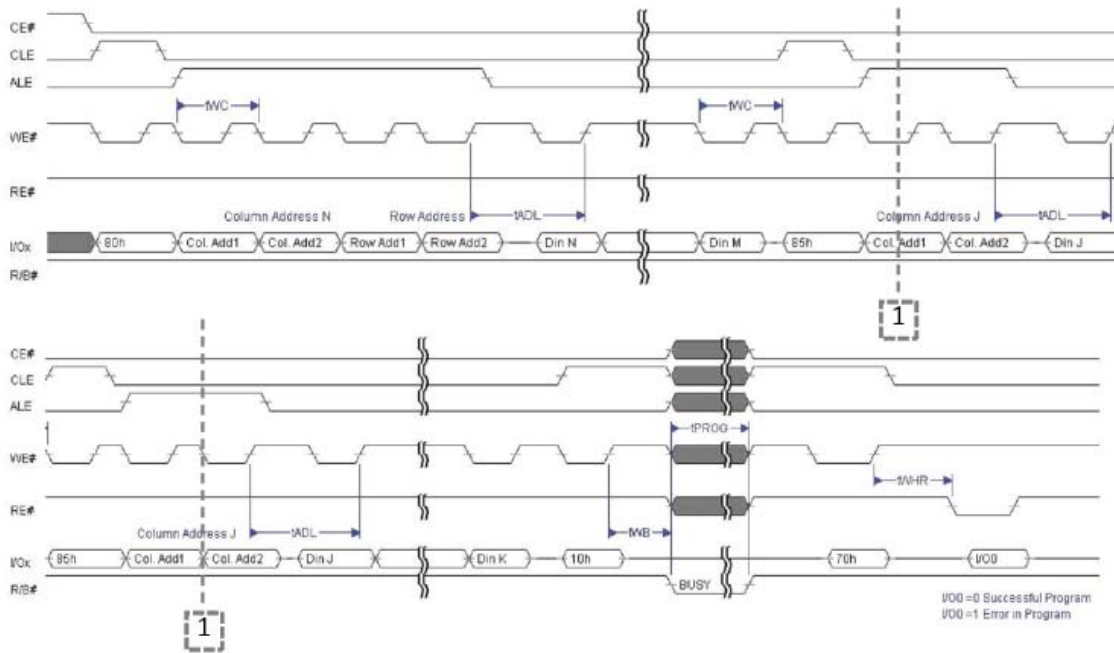 CE#
CLE
ALE
tWC
tWC
WE#
RE#
Column Address N
Row Address
tADL
Column Address J
tADL
I/Ox
80h
Col. Add1
Col. Add2
Row Add1
Row Add2
Din N
Din M
85h
Col. Add1
Col. Add2
Din J
R/B#
1
CE#
CLE
ALE
tPROG
WE#
tWHR
RE#
Column Address J
tADL
tWB
I/Ox
85h
Col. Add1
Col. Add2
Din J
Din K
10h
70h
I/O0
R/B#
BUSY
I/O0 =0 Successful Program
I/O0 =1 Error in Program
1